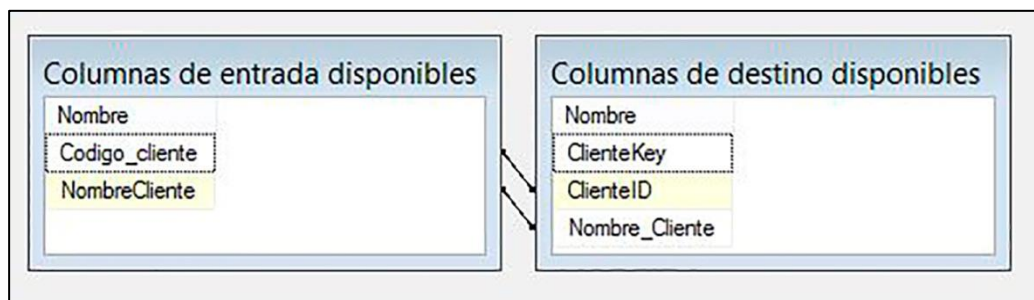 Columnas de entrada disponibles
Nombre
Codigo_cliente
NombreCliente
Columnas de destino disponibles
Nombre
ClienteKey
ClienteID
Nombre_Cliente